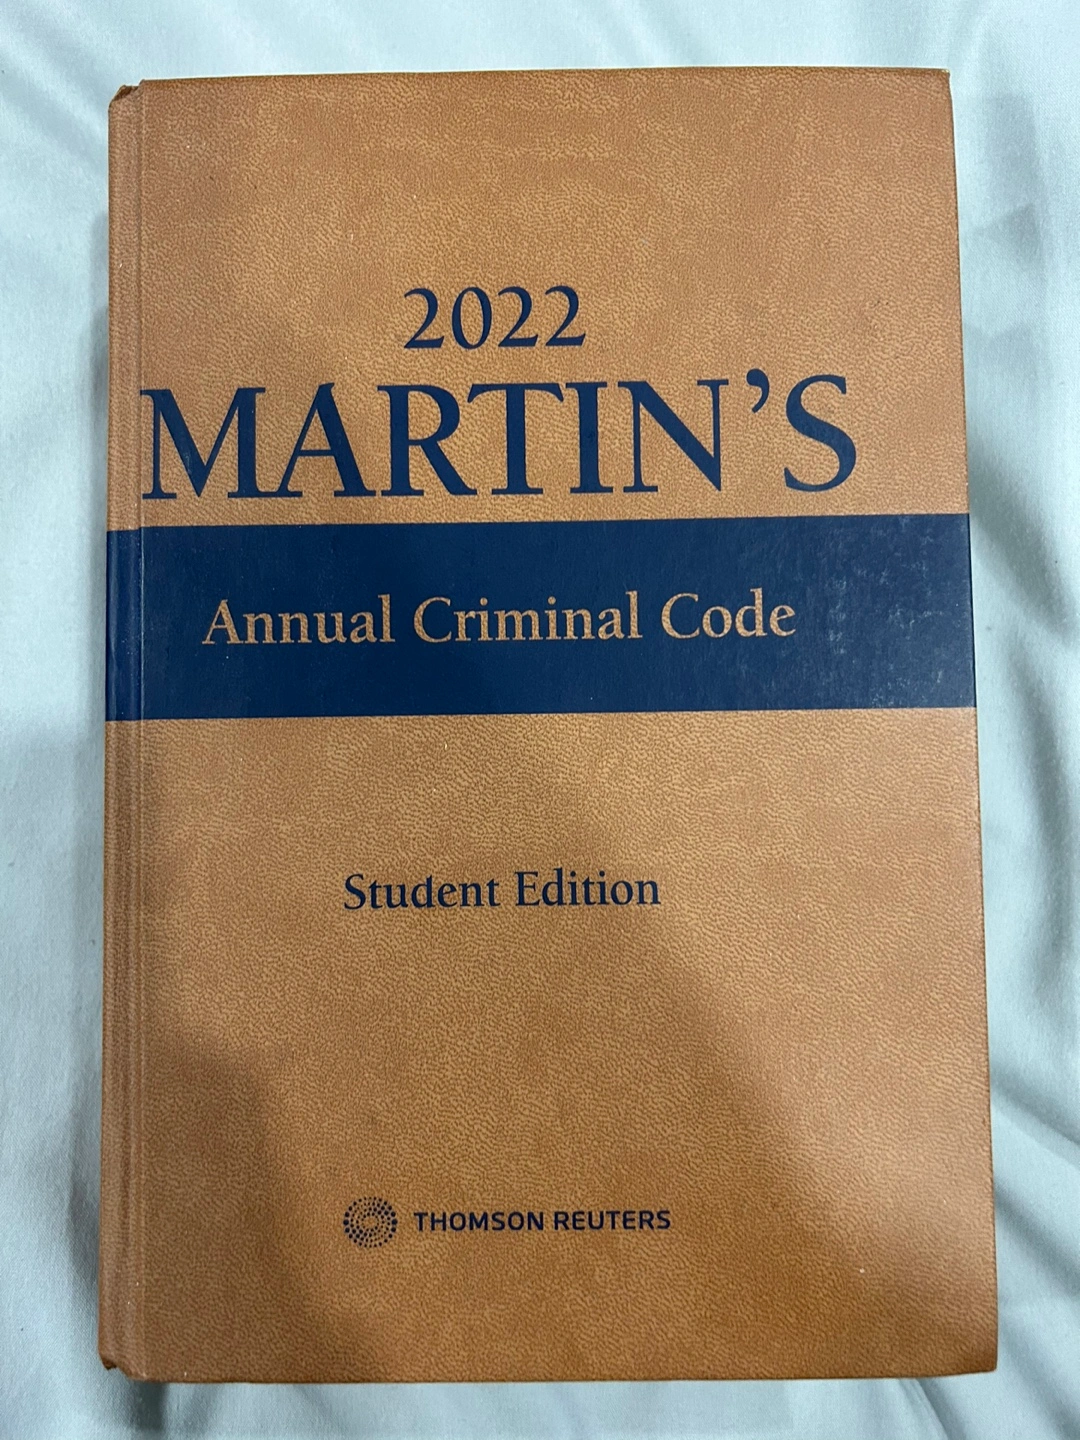 2022
MARTIN’S
Annual Criminal Code
Student Edition
THOMSON REUTERS